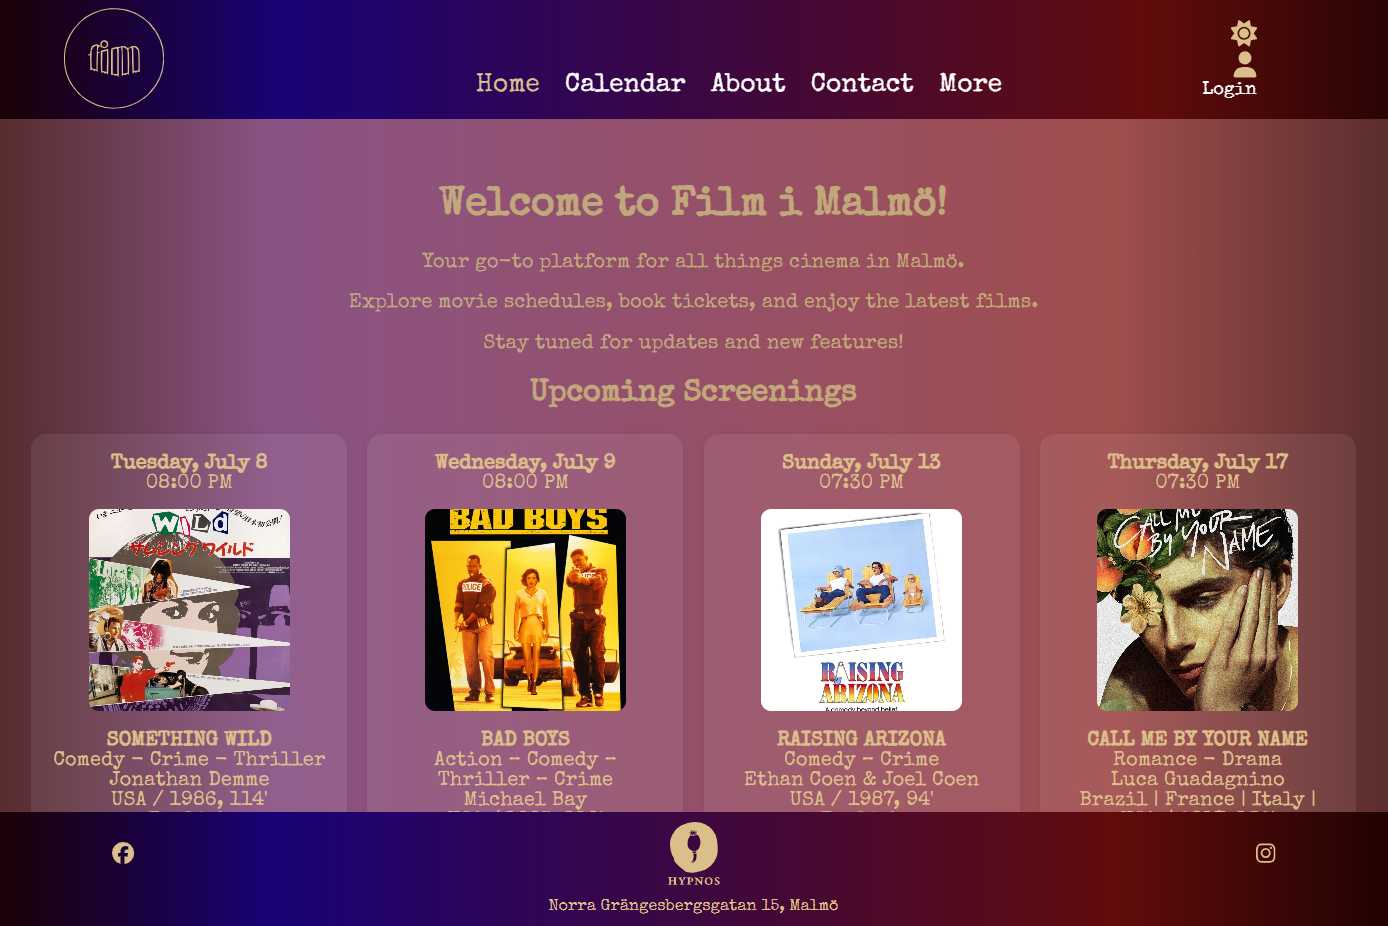 film
Home Calendar About Contact More
Login
Welcome to Film i Malmö!
Your go-to platform for all things cinema in Malmö.
Explore movie schedules, book tickets, and enjoy the latest films.
Stay tuned for updates and new features!
Upcoming Screenings
Tuesday, July 8
08:00 PM
WILD
サムシング ワイルド
SOMETHING WILD
Comedy - Crime - Thriller
Jonathan Demme
USA / 1986, 114'
Wednesday, July 9
08:00 PM
BAD BOYS
POLICE
BAD BOYS
Action - Comedy -
Thriller - Crime
Michael Bay
Sunday, July 13
07:30 PM
RAISING
ARIZONA
A comedy beyond belief.
RAISING ARIZONA
Comedy - Crime
Ethan Coen & Joel Coen
USA / 1987, 94'
Thursday, July 17
07:30 PM
CALL ME
BY YOUR
NAME
CALL ME BY YOUR NAME
Romance - Drama
Luca Guadagnino
Brazil | France | Italy |
HYPNOS
Norra Grängesbergsgatan 15, Malmö